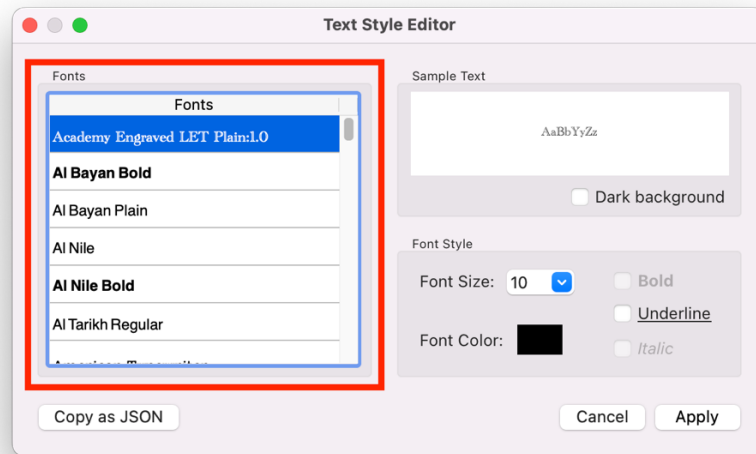 Text Style Editor
Fonts
Fonts
Academy Engraved LET Plain:1.0
Al Bayan Bold
Al Bayan Plain
Al Nile
Al Nile Bold
Al Tarikh Regular
American Typewriter
Sample Text
AaBbYyZz
Dark background
Font Style
Font Size: 10
Bold
Underline
Font Color:
Italic
Copy as JSON
Cancel
Apply